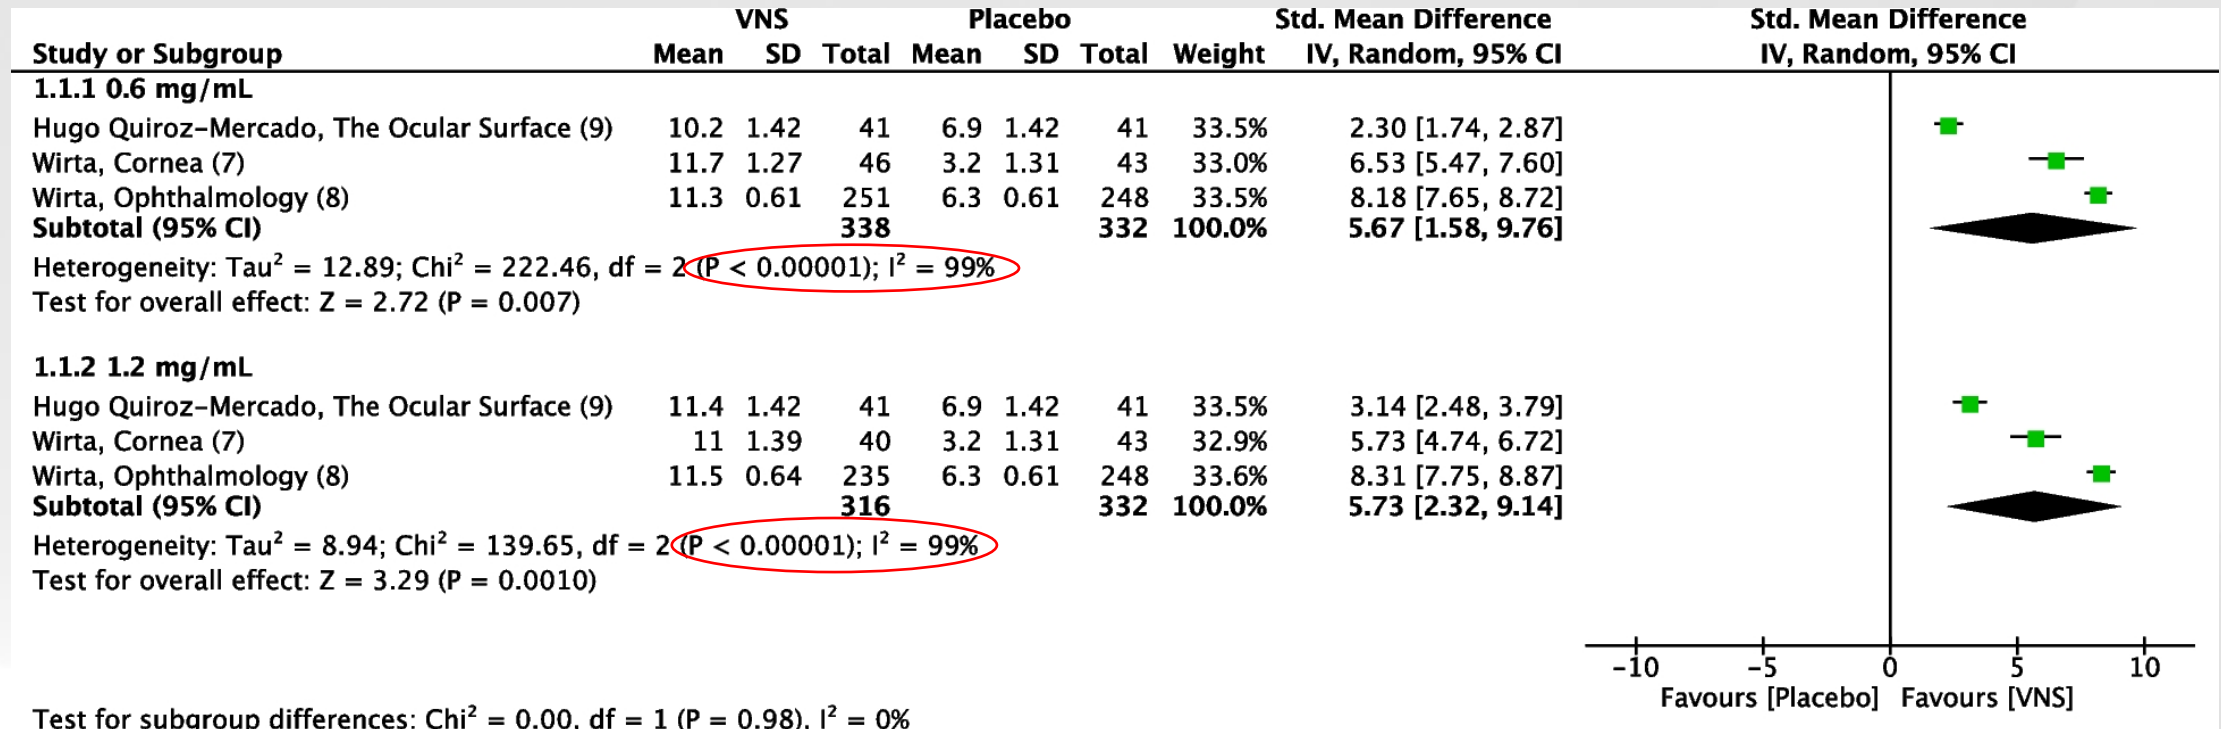 VNS Placebo Std. Mean Difference Std. Mean Difference
Study or Subgroup Mean SD Total Mean SD Total Weight IV, Random, 95% CI IV, Random, 95% CI
1.1.1 0.6 mg/mL
Hugo Quiroz–Mercado, The Ocular Surface (9) 10.2 1.42 41 6.9 1.42 41 33.5% 2.30 [1.74, 2.87]
Wirta, Cornea (7) 11.7 1.27 46 3.2 1.31 43 33.0% 6.53 [5.47, 7.60]
Wirta, Ophthalmology (8) 11.3 0.61 251 6.3 0.61 248 33.5% 8.18 [7.65, 8.72]
Subtotal (95% CI) 338 332 100.0% 5.67 [1.58, 9.76]
Heterogeneity: Tau² = 12.89; Chi² = 222.46, df = 2 (P < 0.00001); I² = 99%
Test for overall effect: Z = 2.72 (P = 0.007)
1.1.2 1.2 mg/mL
Hugo Quiroz–Mercado, The Ocular Surface (9) 11.4 1.42 41 6.9 1.42 41 33.5% 3.14 [2.48, 3.79]
Wirta, Cornea (7) 11 1.39 40 3.2 1.31 43 32.9% 5.73 [4.74, 6.72]
Wirta, Ophthalmology (8) 11.5 0.64 235 6.3 0.61 248 33.6% 8.31 [7.75, 8.87]
Subtotal (95% CI) 316 332 100.0% 5.73 [2.32, 9.14]
Heterogeneity: Tau² = 8.94; Chi² = 139.65, df = 2 (P < 0.00001); I² = 99%
Test for overall effect: Z = 3.29 (P = 0.0010)
−10 −5 0 5 10
Favours [Placebo] Favours [VNS]
Test for subgroup differences: Chi² = 0.00, df = 1 (P = 0.98), I² = 0%